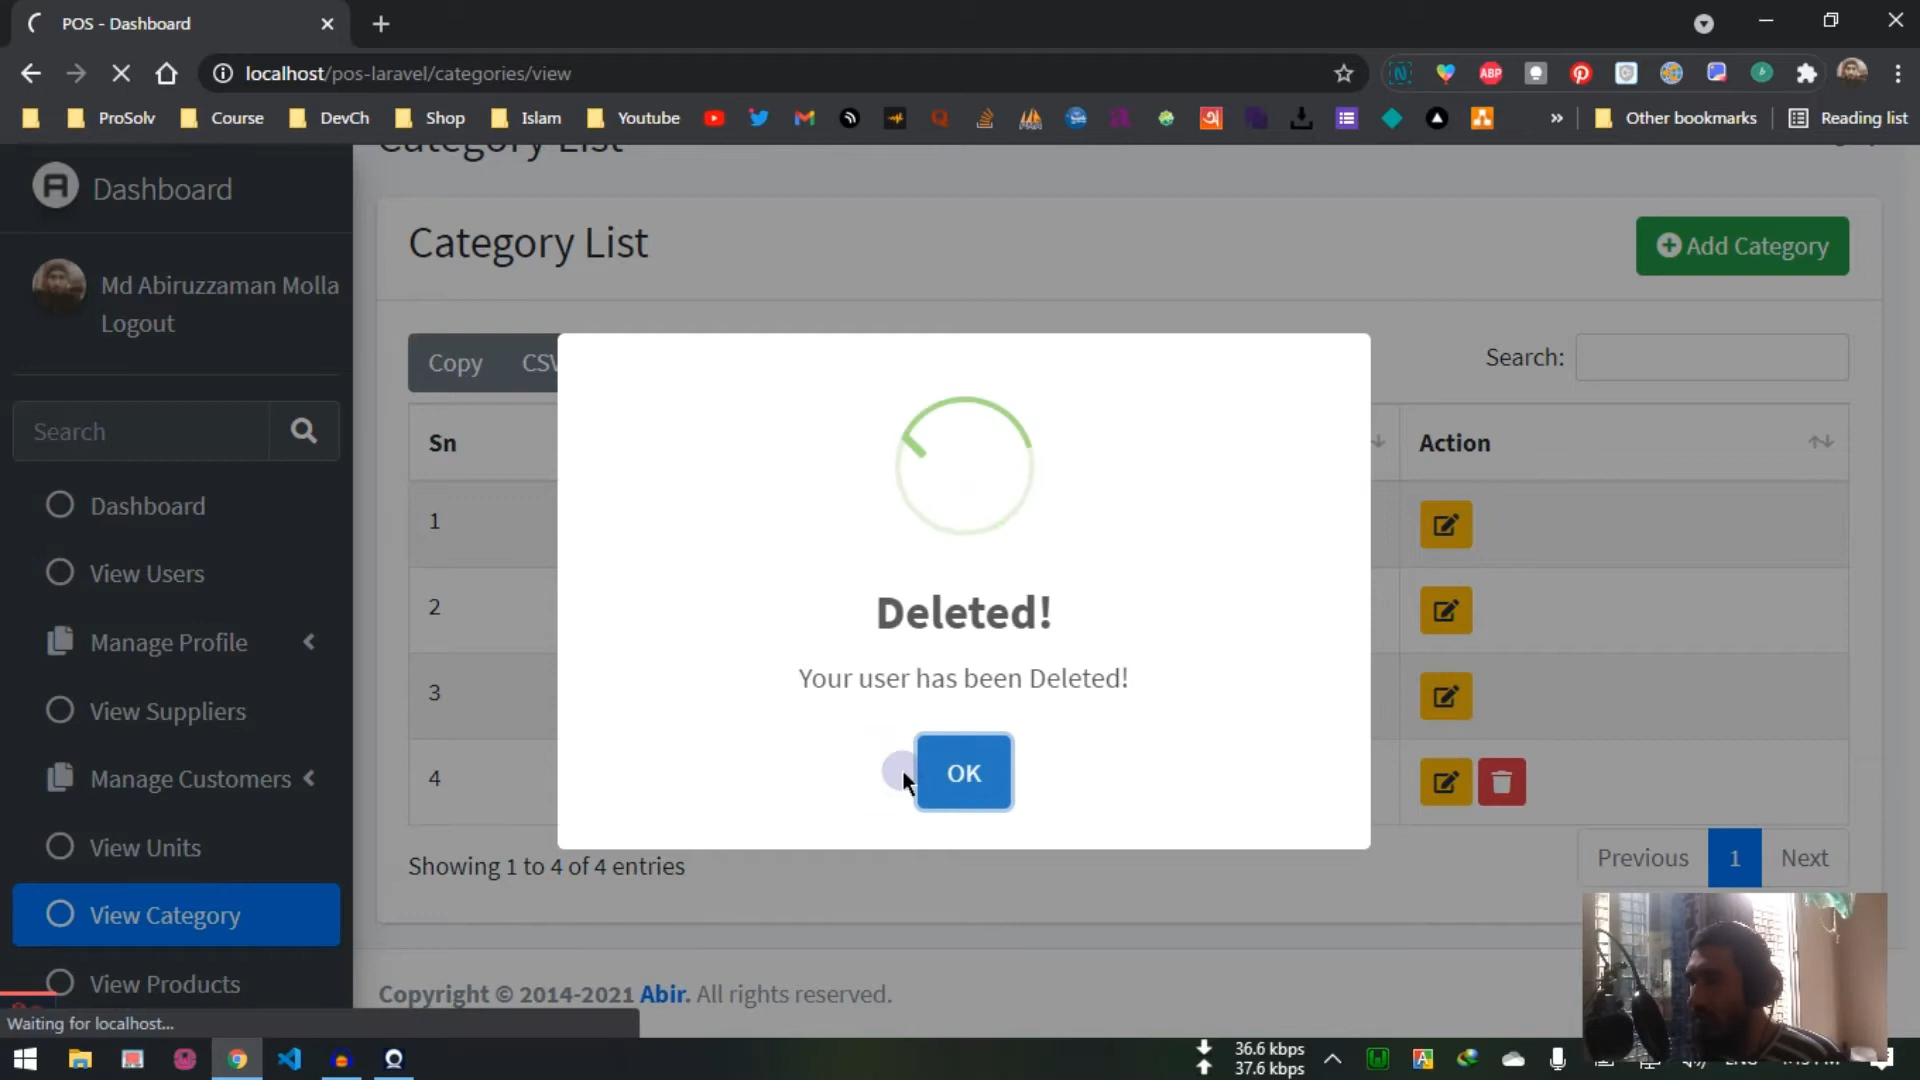 POS - Dashboard
localhost/pos-laravel/categories/view
ABP
ProSolv
Course
DevCh
Shop
Islam
Youtube
Other bookmarks
Reading list
Dashboard
Category List
Md Abiruzzaman Molla
Logout
Category List
Add Category
Copy
Search:
Search
Sn
Action
Dashboard
1
View Users
2
Manage Profile
3
View Suppliers
4
Manage Customers
Deleted!
Your user has been Deleted!
OK
View Units
Showing 1 to 4 of 4 entries
Previous
1
Next
View Category
View Products
Copyright © 2014-2021 Abir. All rights reserved.
Waiting for localhost...
36.6 kbps
37.6 kbps